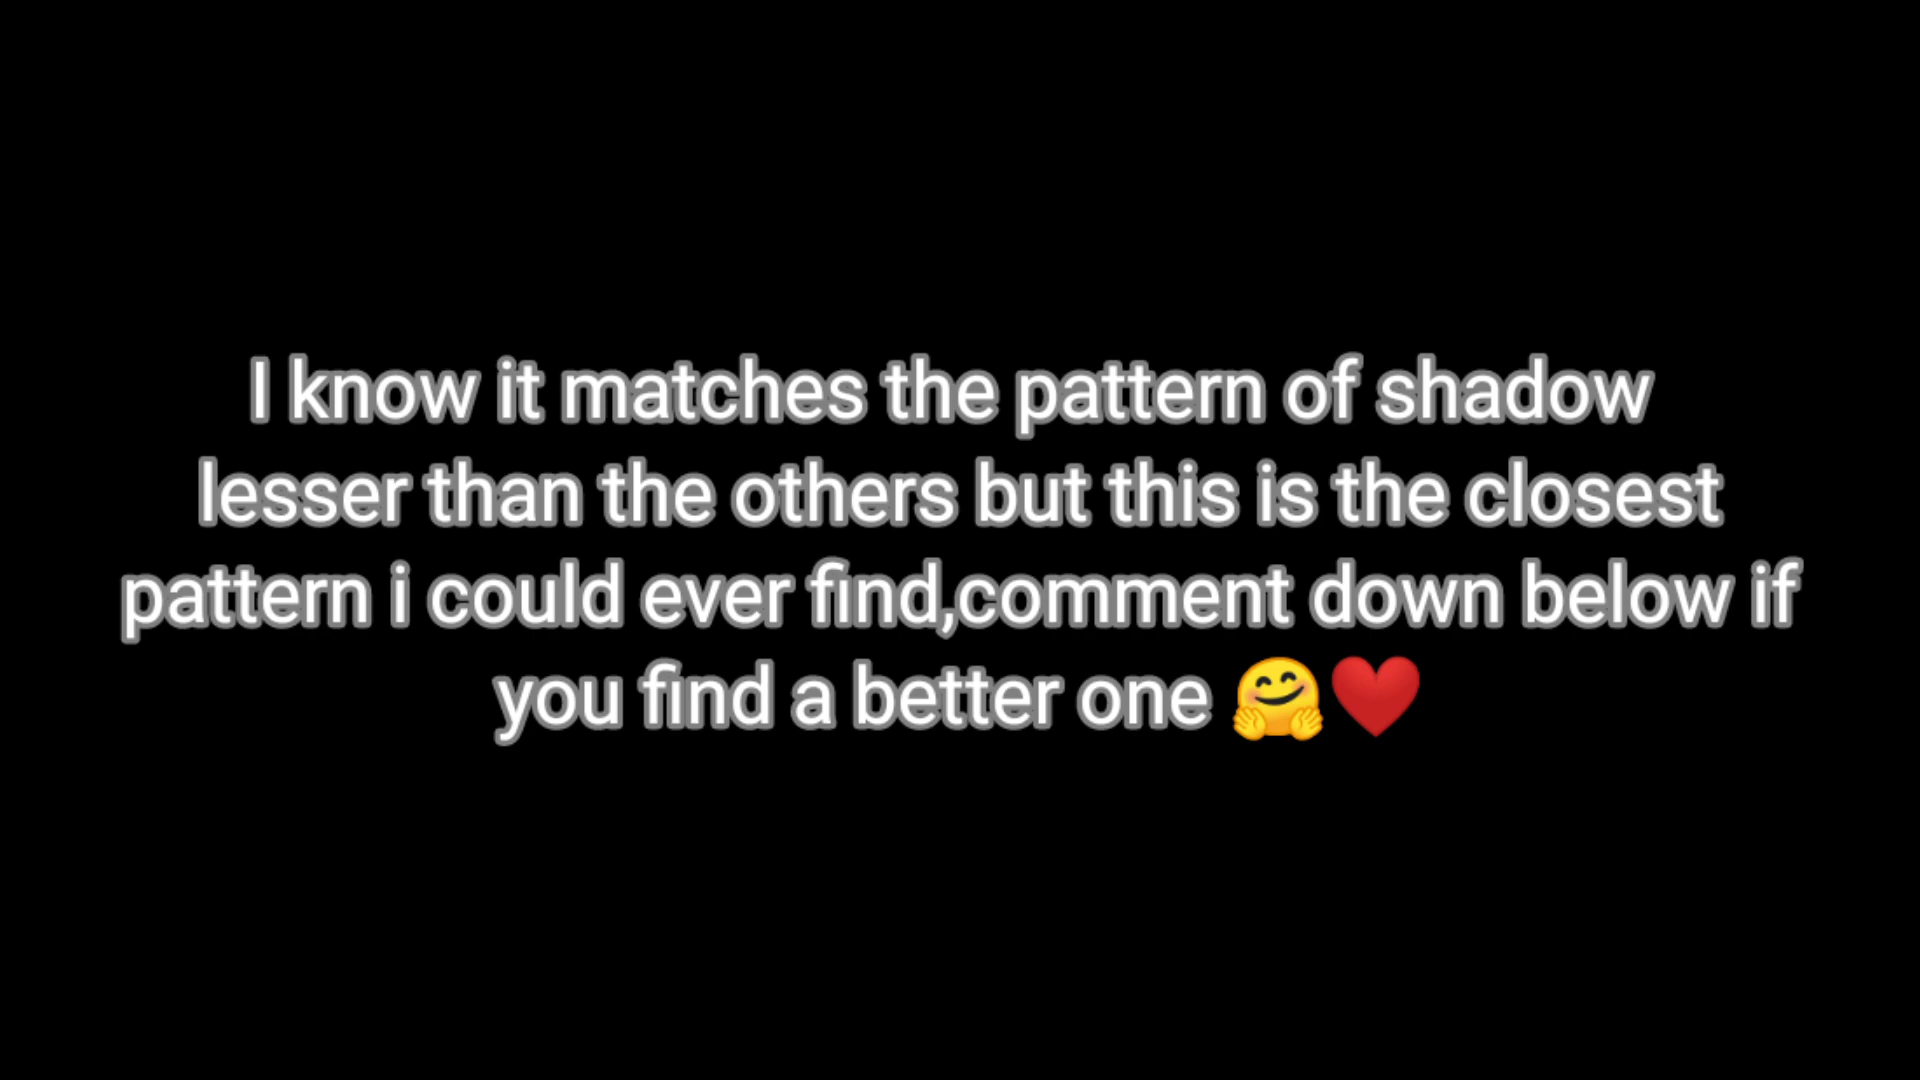 I know it matches the pattern of shadow
lesser than the others but this is the closest
pattern i could ever find,comment down below if
you find a better one 🤗❤️